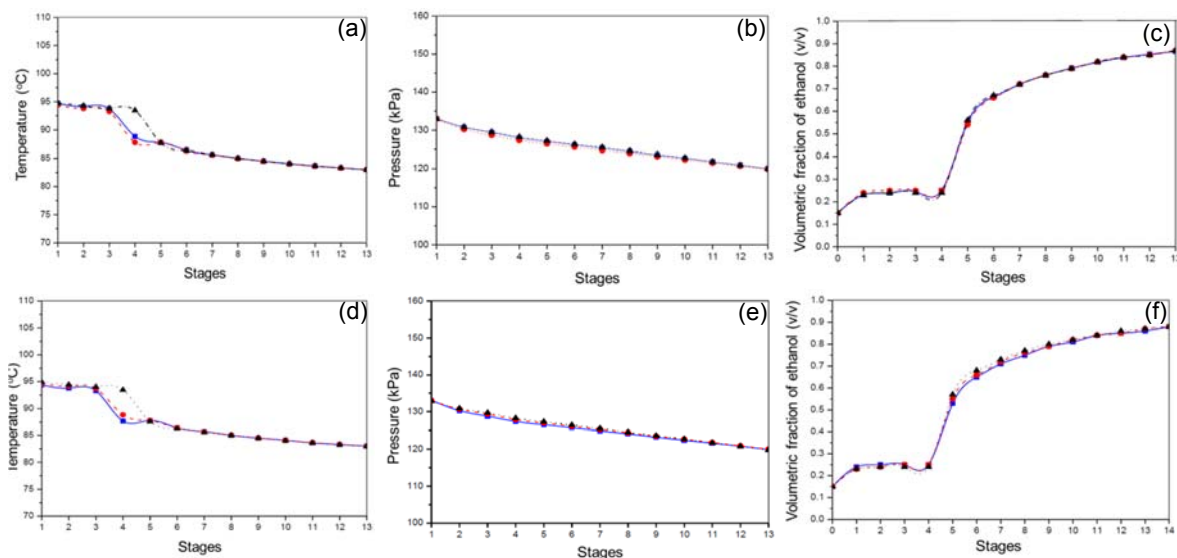 (a)
Temperature (°C)
110
105
100
95
90
85
80
75
70
1 2 3 4 5 6 7 8 9 10 11 12 13
Stages
(b)
Pressure (kPa)
160
150
140
130
120
110
100
1 2 3 4 5 6 7 8 9 10 11 12 13
Stages
(c)
Volumetric fraction of ethanol (v/v)
1.0
0.9
0.8
0.7
0.6
0.5
0.4
0.3
0.2
0.1
0.0
0 1 2 3 4 5 6 7 8 9 10 11 12 13
Stages
(d)
Temperature (°C)
110
105
100
95
90
85
80
75
70
1 2 3 4 5 6 7 8 9 10 11 12 13
Stages
(e)
Pressure (kPa)
160
150
140
130
120
110
100
1 2 3 4 5 6 7 8 9 10 11 12 13
Stages
(f)
Volumetric fraction of ethanol (v/v)
1.0
0.9
0.8
0.7
0.6
0.5
0.4
0.3
0.2
0.1
0.0
0 1 2 3 4 5 6 7 8 9 10 11 12 13 14
Stages